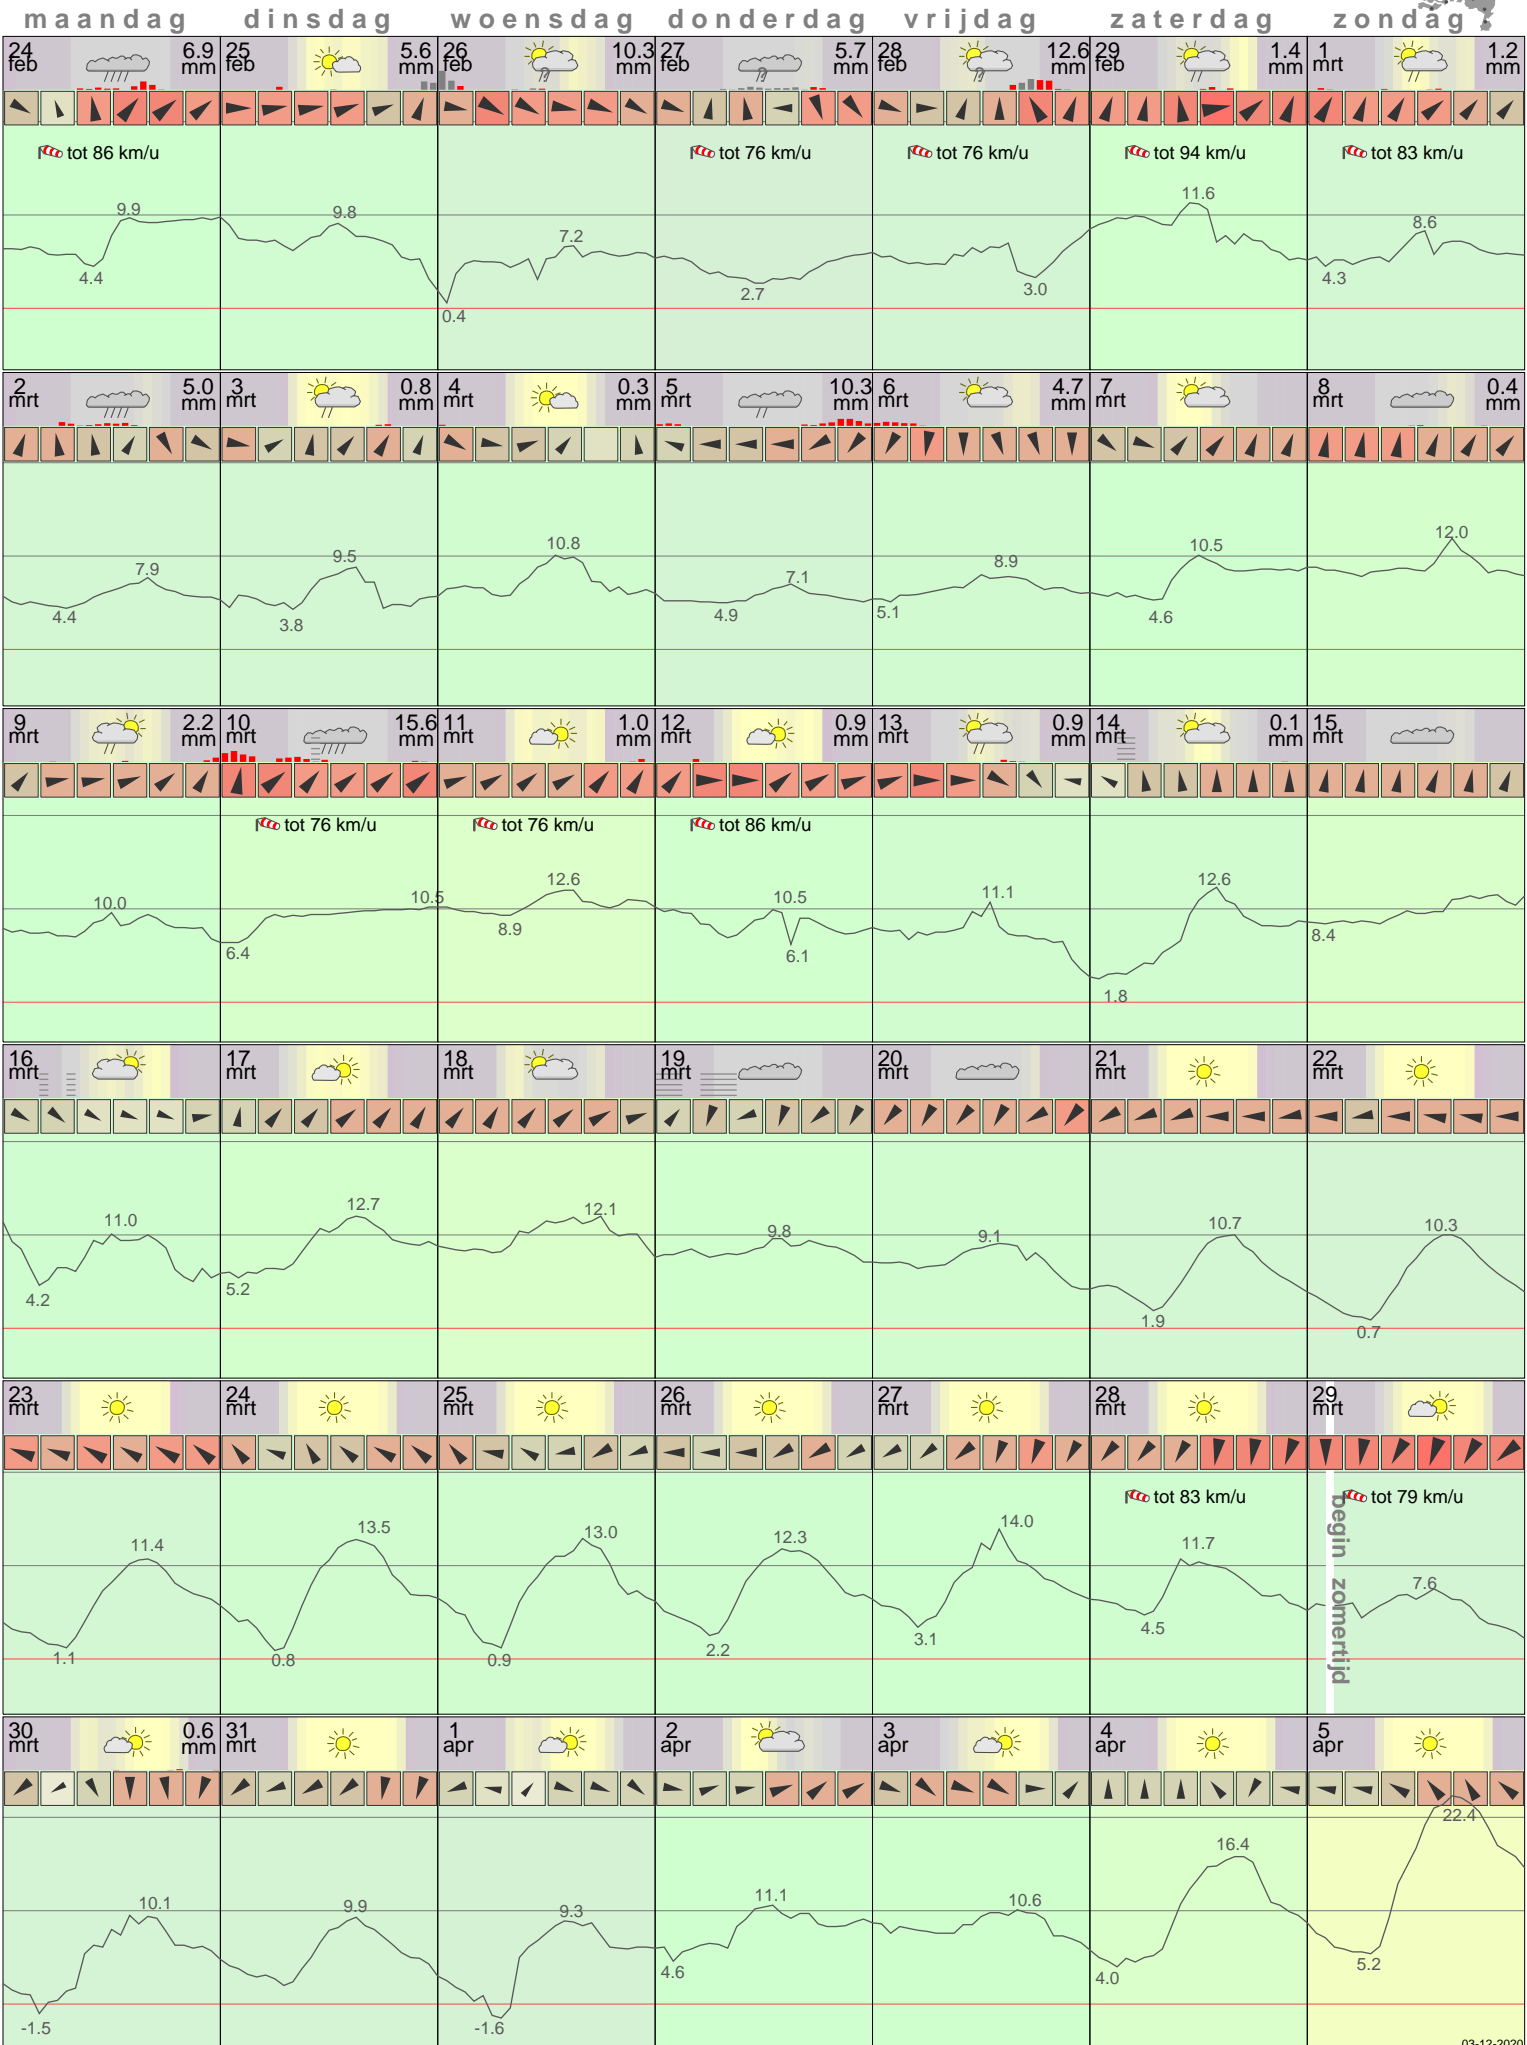 maandag dinsdag woensdag donderdag vrijdag zaterdag zondag
24 feb 6.9 mm 25 feb 5.6 mm 26 feb 10.3 mm 27 feb 5.7 mm 28 feb 12.6 mm 29 feb 1.4 mm 1 mrt 1.2 mm
tot 86 km/u tot 76 km/u tot 76 km/u tot 94 km/u tot 83 km/u
9.9 9.8 7.2 11.6 8.6
4.4 0.4 2.7 3.0 4.3
2 mrt 5.0 mm 3 mrt 0.8 mm 4 mrt 0.3 mm 5 mrt 10.3 mm 6 mrt 4.7 mm 7 mrt 8 mrt 0.4 mm
7.9 9.5 10.8 7.1 8.9 10.5 12.0
4.4 3.8 4.9 5.1 4.6
9 mrt 2.2 mm 10 mrt 15.6 mm 11 mrt 1.0 mm 12 mrt 0.9 mm 13 mrt 0.9 mm 14 mrt 0.1 mm 15 mrt
tot 76 km/u tot 76 km/u tot 86 km/u
10.0 10.5 12.6 10.5 11.1 12.6
6.4 8.9 6.1 1.8 8.4
16 mrt 17 mrt 18 mrt 19 mrt 20 mrt 21 mrt 22 mrt
11.0 12.7 12.1 9.8 9.1 10.7 10.3
4.2 5.2 1.9 0.7
23 mrt 24 mrt 25 mrt 26 mrt 27 mrt 28 mrt 29 mrt
tot 83 km/u tot 79 km/u
11.4 13.5 13.0 12.3 14.0 11.7 7.6
1.1 0.8 0.9 2.2 3.1 4.5
begin zomertijd
30 mrt 0.6 mm 31 mrt 1 apr 2 apr 3 apr 4 apr 5 apr
10.1 9.9 9.3 11.1 10.6 16.4 22.4
-1.5 -1.6 4.6 4.0 5.2
03-12-2020